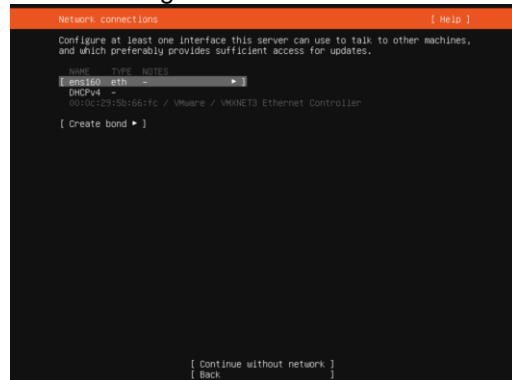 Network connections [ Help ]
Configure at least one interface this server can use to talk to other machines,
and which preferably provides sufficient access for updates.
NAME TYPE NOTES
[ ens160 eth - ▸ ]
DHCPv4 -
00:0c:29:5b:66:fc / VMware / VMXNET3 Ethernet Controller
[ Create bond ▸ ]
[ Continue without network ]
[ Back ]